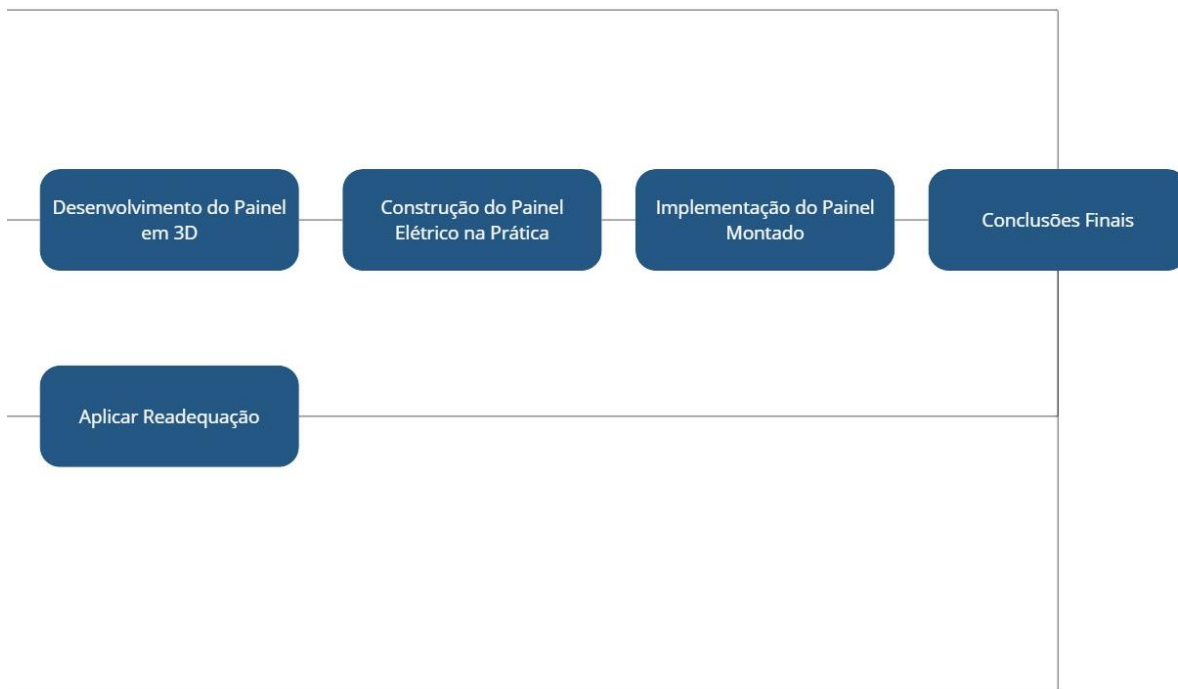 Desenvolvimento do Painel
em 3D
Construção do Painel
Elétrico na Prática
Implementação do Painel
Montado
Conclusões Finais
Aplicar Readequação